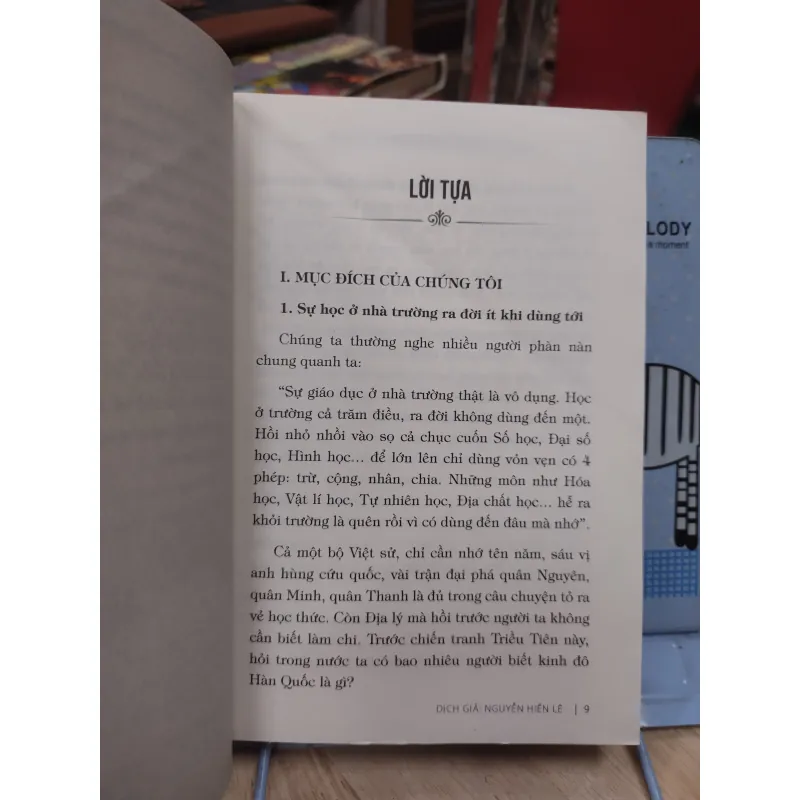 LỜI TỰA
I. MỤC ĐÍCH CỦA CHÚNG TÔI
1. Sự học ở nhà trường ra đời ít khi dùng tới
Chúng ta thường nghe nhiều người phàn nàn
chung quanh ta:
“Sự giáo dục ở nhà trường thật là vô dụng. Học
ở trường cả trăm điều, ra đời không dùng đến một.
Hồi nhỏ nhồi vào sọ cả chục cuốn Số học, Đại số
học, Hình học... để lớn lên chỉ dùng vỏn vẹn có 4
phép: trừ, cộng, nhân, chia. Những môn như Hóa
học, Vật lí học, Tự nhiên học, Địa chất học... hễ ra
khỏi trường là quên rồi vì có dùng đến đâu mà nhớ”.
Cả một bộ Việt sử, chỉ cần nhớ tên năm, sáu vị
anh hùng cứu quốc, vài trận đại phá quân Nguyên,
quân Minh, quân Thanh là đủ trong câu chuyện tỏ ra
vẻ học thức. Còn Địa lý mà hồi trước người ta không
cần biết làm chi. Trước chiến tranh Triều Tiên này,
hỏi trong nước ta có bao nhiêu người biết kinh đô
Hàn Quốc là gì?
DỊCH GIẢ: NGUYỄN HIẾN LÊ | 9
LODY
a moment